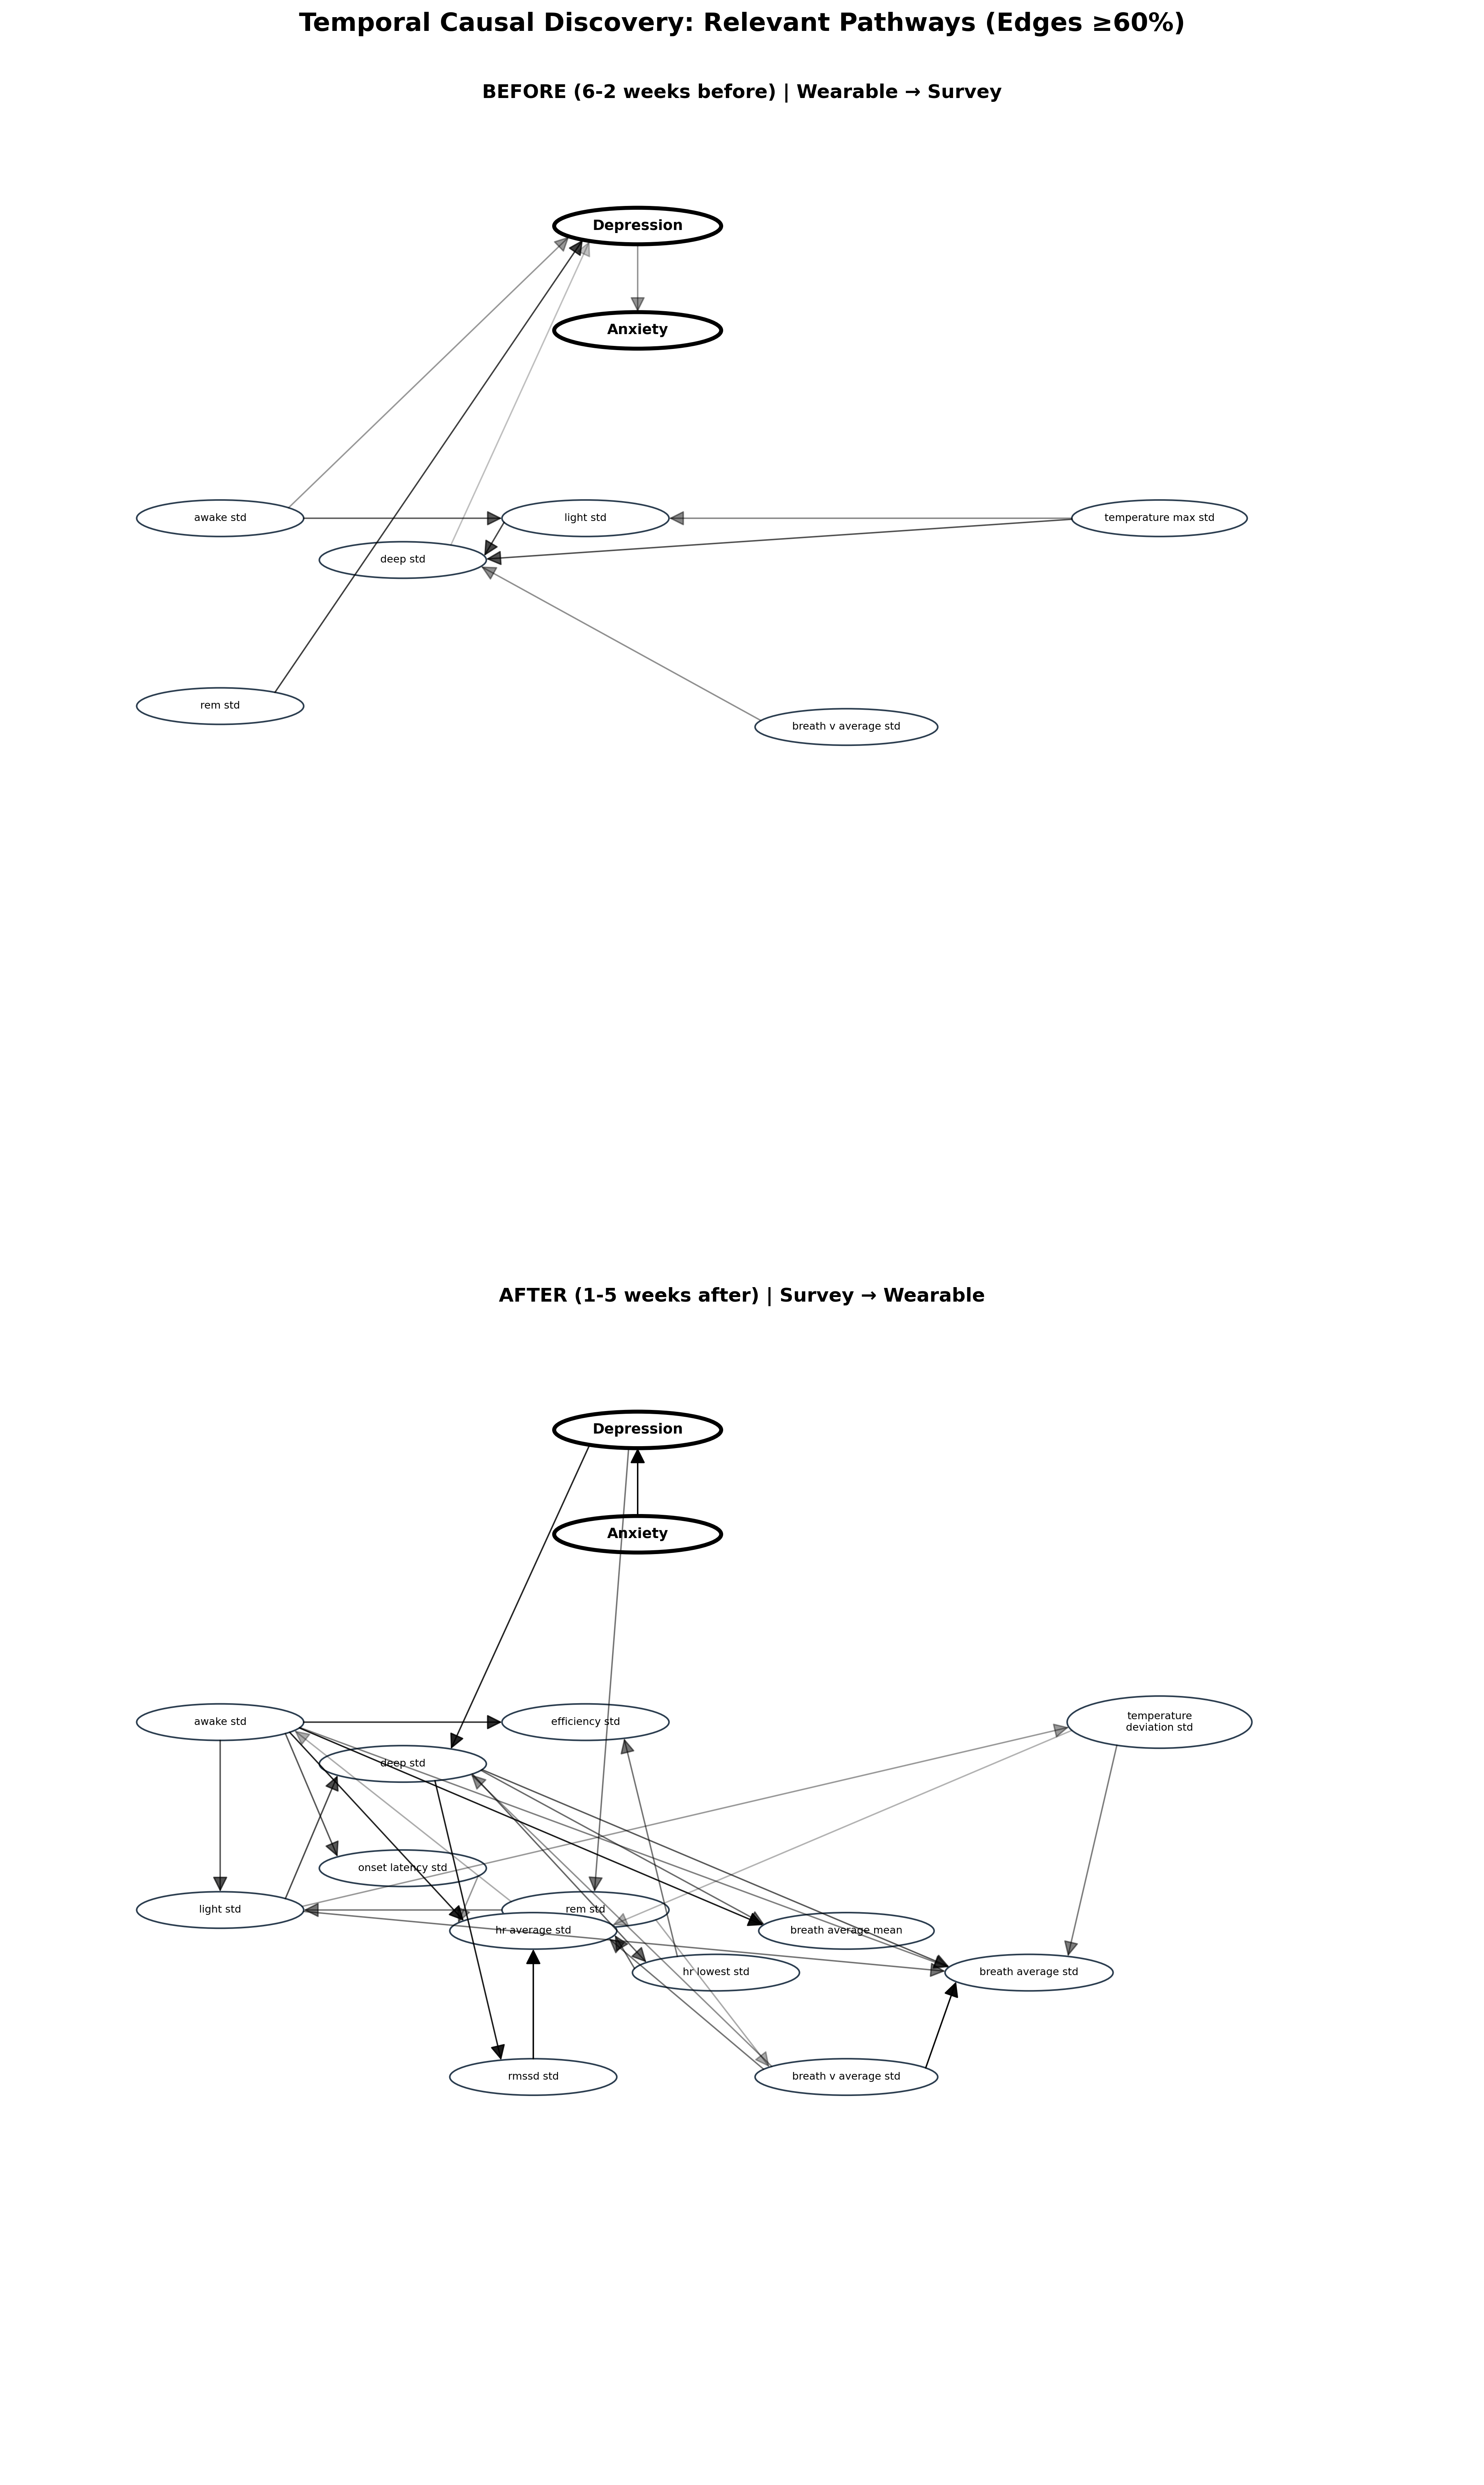 Temporal Causal Discovery: Relevant Pathways (Edges ≥60%)
BEFORE (6-2 weeks before) | Wearable → Survey
Depression
Anxiety
awake std
light std
temperature max std
deep std
rem std
breath v average std
AFTER (1-5 weeks after) | Survey → Wearable
Depression
Anxiety
awake std
efficiency std
temperature
deviation std
deep std
onset latency std
light std
rem std
hr average std
breath average mean
hr lowest std
breath average std
rmssd std
breath v average std